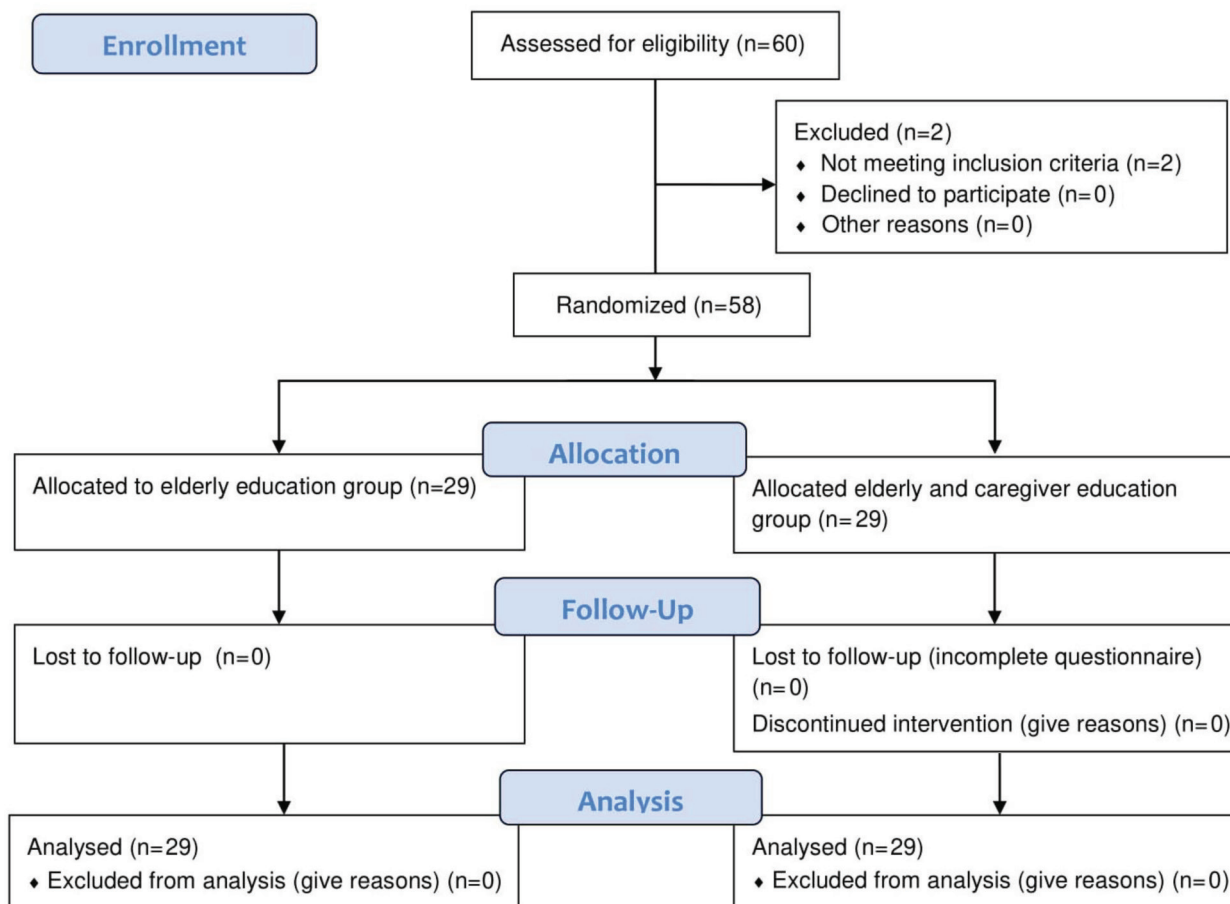 Enrollment
Assessed for eligibility (n=60)
Excluded (n=2)
♦ Not meeting inclusion criteria (n=2)
♦ Declined to participate (n=0)
♦ Other reasons (n=0)
Randomized (n=58)
Allocation
Allocated to elderly education group (n=29)
Allocated elderly and caregiver education
group (n=29)
Follow-Up
Lost to follow-up (n=0)
Lost to follow-up (incomplete questionnaire)
(n=0)
Discontinued intervention (give reasons) (n=0)
Analysis
Analysed (n=29)
♦ Excluded from analysis (give reasons) (n=0)
Analysed (n=29)
♦ Excluded from analysis (give reasons) (n=0)